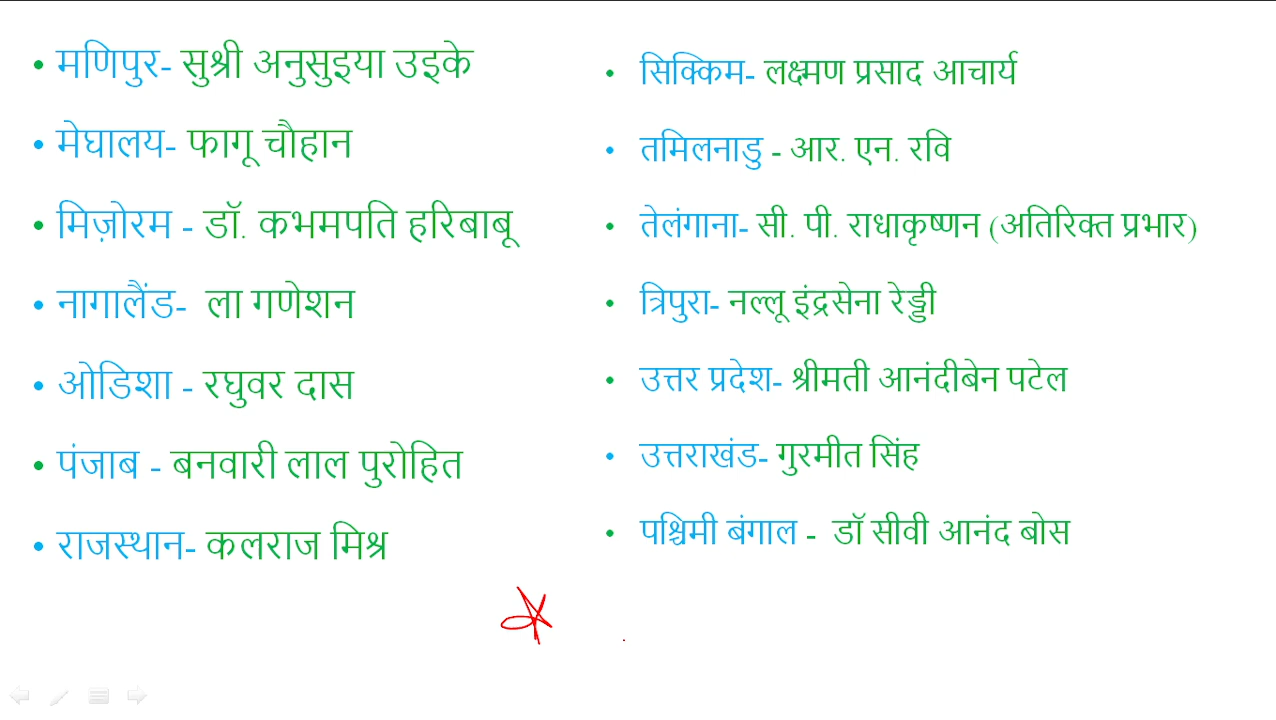 • मणिपुर- सुश्री अनुसुइया उइके
• मेघालय- फागू चौहान
• मिज़ोरम - डॉ. कभमपति हरिबाबू
• नागालैंड- ला गणेशन
• ओडिशा - रघुवर दास
• पंजाब - बनवारी लाल पुरोहित
• राजस्थान- कलराज मिश्र
• सिक्किम- लक्ष्मण प्रसाद आचार्य
• तमिलनाडु - आर. एन. रवि
• तेलंगाना- सी. पी. राधाकृष्णन (अतिरिक्त प्रभार)
• त्रिपुरा- नल्लू इंद्रसेना रेड्डी
• उत्तर प्रदेश- श्रीमती आनंदीबेन पटेल
• उत्तराखंड- गुरमीत सिंह
• पश्चिमी बंगाल - डॉ सीवी आनंद बोस